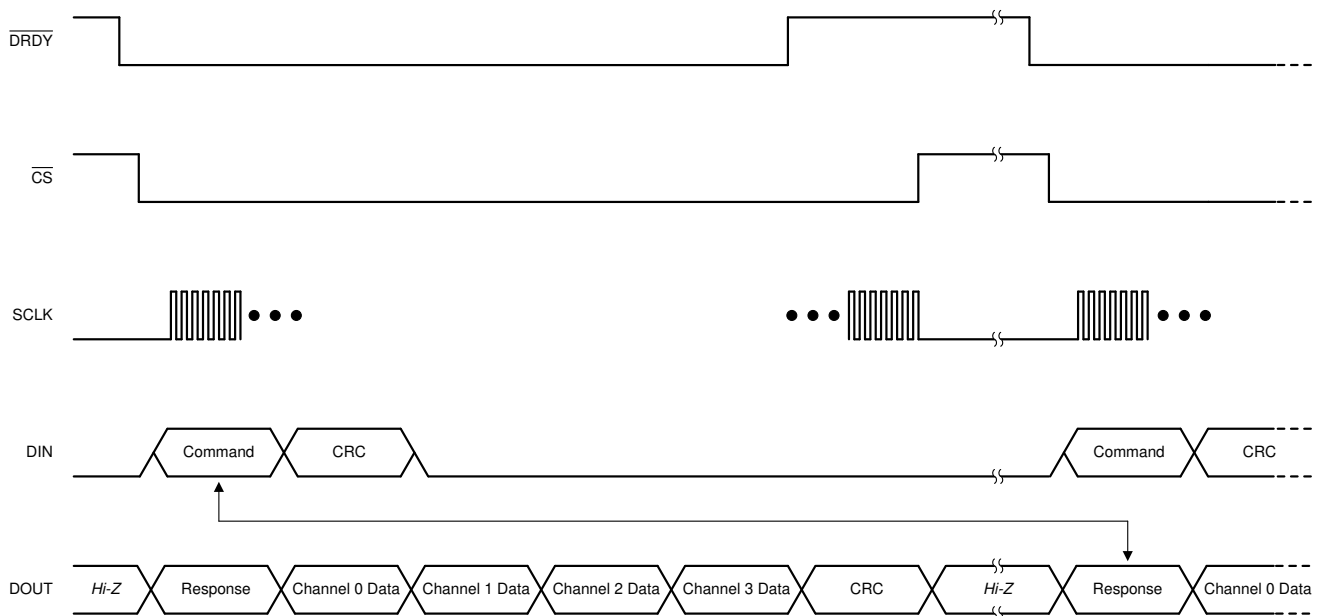 DRDY
CS
SCLK
DIN Command CRC Command CRC
DOUT Hi-Z Response Channel 0 Data Channel 1 Data Channel 2 Data Channel 3 Data CRC Hi-Z Response Channel 0 Data